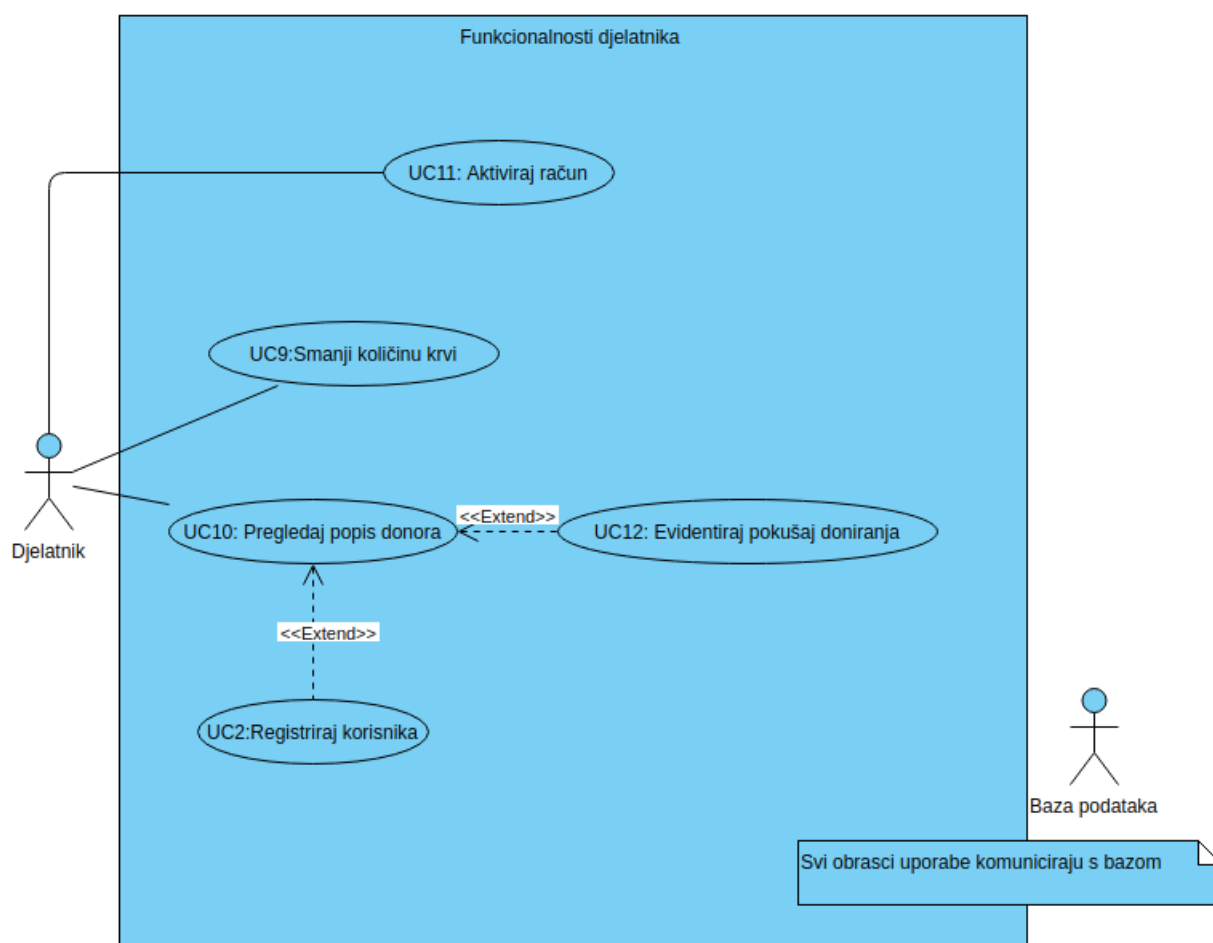 Funkcionalnosti djelatnika
UC11: Aktiviraj račun
UC9:Smanji količinu krvi
Djelatnik
UC10: Pregledaj popis donora
<<Extend>>
UC12: Evidentiraj pokušaj doniranja
<<Extend>>
UC2:Registriraj korisnika
Baza podataka
Svi obrasci uporabe komuniciraju s bazom